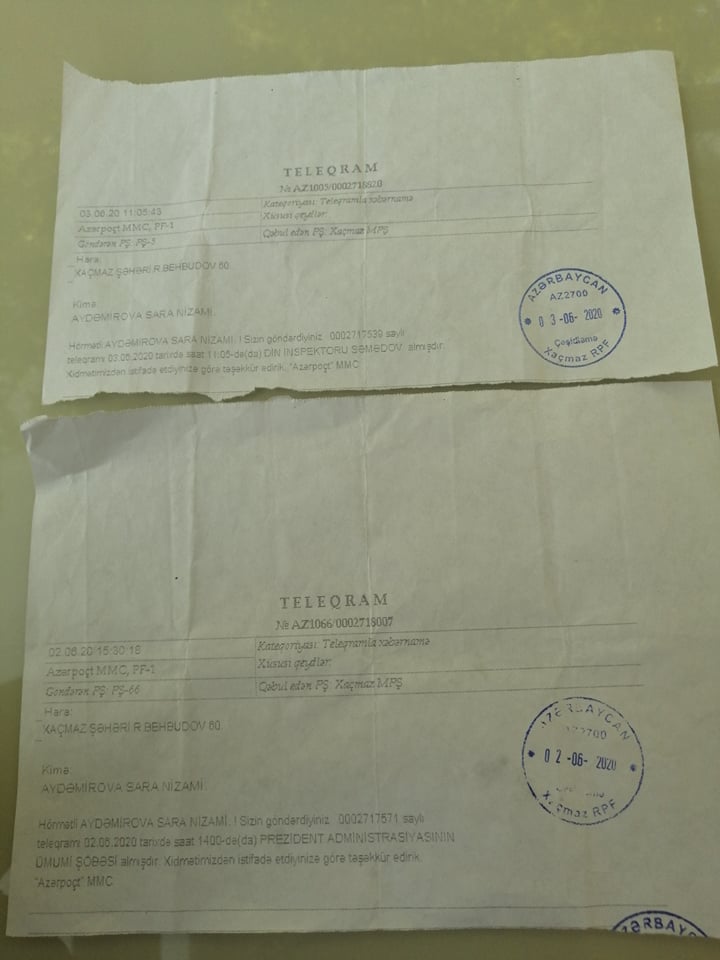 TELEQRAM
№ AZ1005/0002718820
03.06.20 11:05:43
Kateqoriyası: Teleqramla xəbərnamə
Xüsusi qeydlər:
Azərpoçt MMC, PF-1
Göndərən PŞ: PŞ-5
Qəbul edən PŞ: Xaçmaz MPŞ
Hara:
XAÇMAZ ŞƏHƏRİ R.BEHBUDOV 60.
Kimə:
AYDƏMİROVA SARA NİZAMİ.
Hörmətli AYDƏMİROVA SARA NİZAMİ. ! Sizin göndərdiyiniz 0002717539 saylı
teleqramı 03.06.2020 tarixdə saat 11:05-də(da) DİN İNSPEKTORU SƏMƏDOV. almışdır.
Xidmətimizdən istifadə etdiyinizə görə təşəkkür edirik. "Azərpoçt" MMC
AZƏRBAYCAN
AZ2700
03-06-2020
Çeşidləmə
Xaçmaz RPF
TELEQRAM
№ AZ1066/0002718007
02.06.20 15:30:18
Kateqoriyası: Teleqramla xəbərnamə
Azərpoçt MMC, PF-1
Xüsusi qeydlər:
Göndərən PŞ: PŞ-66
Qəbul edən PŞ: Xaçmaz MPŞ
Hara:
XAÇMAZ ŞƏHƏRİ R.BEHBUDOV 60.
Kimə:
AYDƏMİROVA SARA NİZAMİ.
Hörmətli AYDƏMİROVA SARA NİZAMİ. ! Sizin göndərdiyiniz 0002717571 saylı
teleqramı 02.06.2020 tarixdə saat 1400-də(da) PREZİDENT ADMİNİSTRASİYASININ
ÜMUMİ ŞÖBƏSİ almışdır. Xidmətimizdən istifadə etdiyinizə görə təşəkkür edirik.
"Azərpoçt" MMC
AZƏRBAYCAN
02-06-2020
Xaçmaz RPF